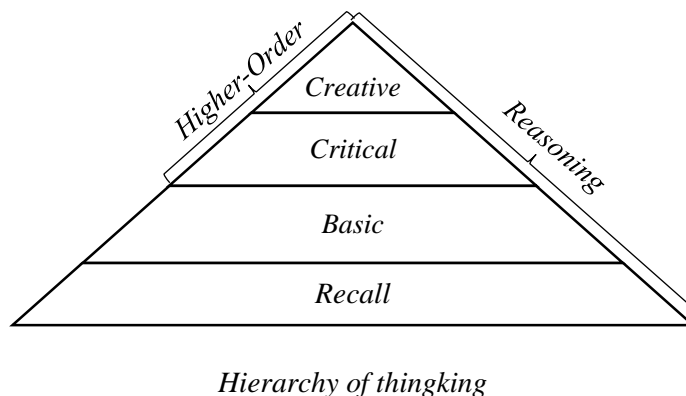 Higher-Order
Reasoning
Creative
Critical
Basic
Recall
Hierarchy of thingking